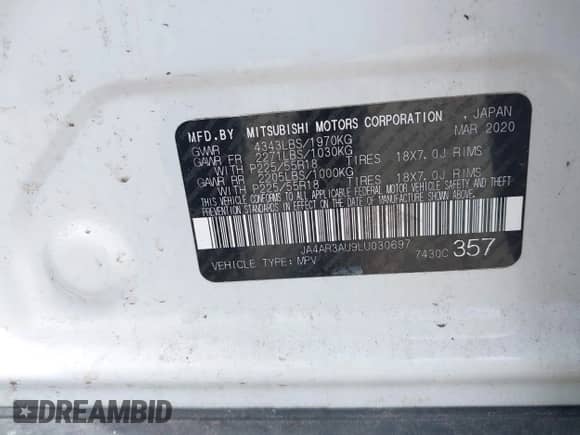 MFD.BY MITSUBISHI MOTORS CORPORATION , JAPAN
GVWR 4343LBS/1970KG MAR 2020
GAWR FR 2271LBS/1030KG
WITH P225/55R18 TIRES 18X7.0J RIMS
GAWR RR 2205LBS/1000KG
WITH P225/55R18 TIRES 18X7.0J RIMS
THIS VEHICLE CONFORMS TO ALL APPLICABLE FEDERAL MOTOR VEHICLE SAFETY AND THEFT
PREVENTION STANDARDS IN EFFECT ON THE DATE OF MANUFACTURE SHOWN ABOVE.
JA4AR3AU9LU030697
VEHICLE TYPE: MPV 7430C 357
DREAMBID